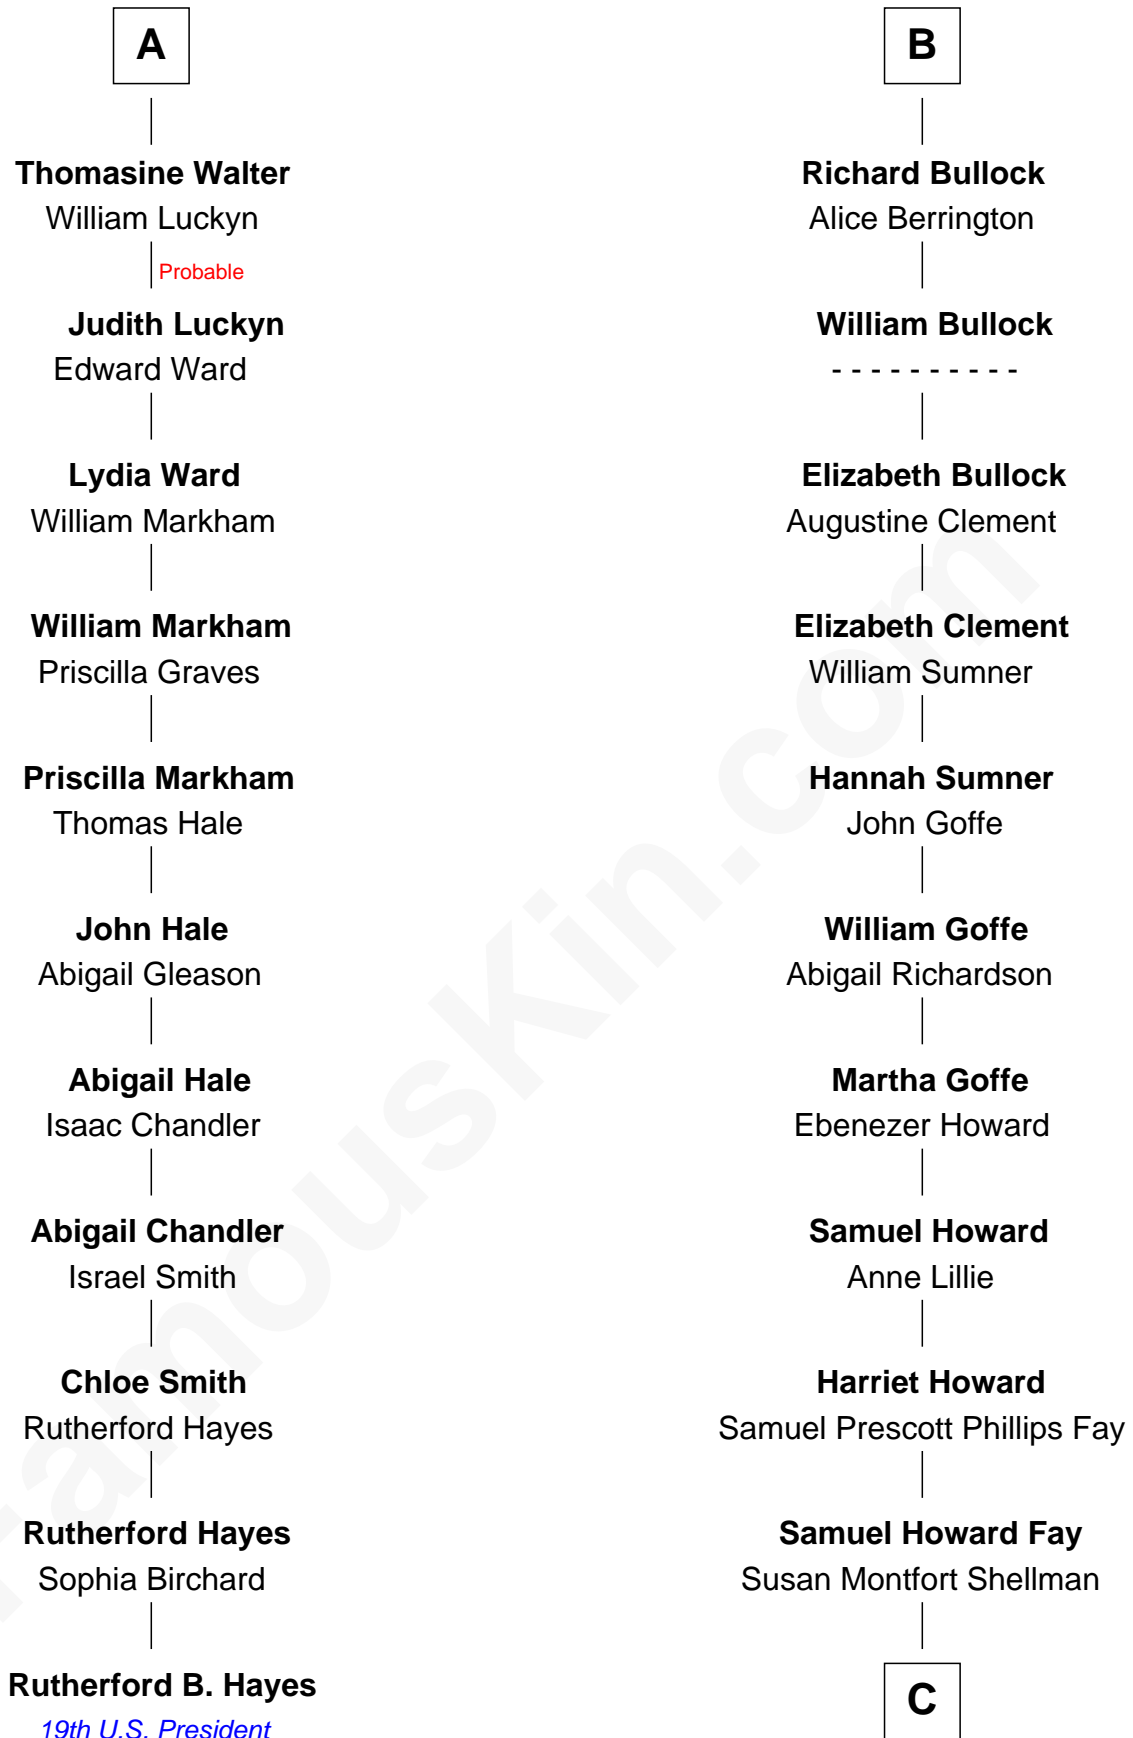 A
Thomasine Walter
William Luckyn
Probable
Judith Luckyn
Edward Ward
Lydia Ward
William Markham
William Markham
Priscilla Graves
Priscilla Markham
Thomas Hale
John Hale
Abigail Gleason
Abigail Hale
Isaac Chandler
Abigail Chandler
Israel Smith
Chloe Smith
Rutherford Hayes
Rutherford Hayes
Sophia Birchard
Rutherford B. Hayes
19th U.S. President
B
Richard Bullock
Alice Berrington
William Bullock
- - - - - - - - - -
Elizabeth Bullock
Augustine Clement
Elizabeth Clement
William Sumner
Hannah Sumner
John Goffe
William Goffe
Abigail Richardson
Martha Goffe
Ebenezer Howard
Samuel Howard
Anne Lillie
Harriet Howard
Samuel Prescott Phillips Fay
Samuel Howard Fay
Susan Montfort Shellman
C
FamousKin.com